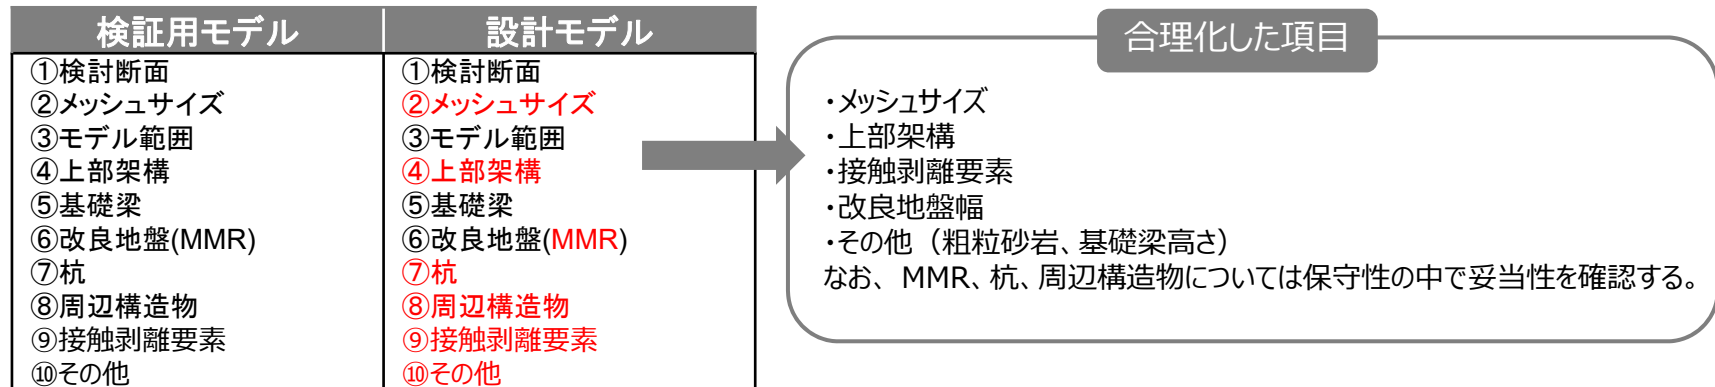 検証用モデル
①検討断面
②メッシュサイズ
③モデル範囲
④上部架構
⑤基礎梁
⑥改良地盤(MMR)
⑦杭
⑧周辺構造物
⑨接触剥離要素
⑩その他
設計モデル
①検討断面
②メッシュサイズ
③モデル範囲
④上部架構
⑤基礎梁
⑥改良地盤(MMR)
⑦杭
⑧周辺構造物
⑨接触剥離要素
⑩その他
合理化した項目
・メッシュサイズ
・上部架構
・接触剥離要素
・改良地盤幅
・その他（粗粒砂岩、基礎梁高さ）
なお、MMR、杭、周辺構造物については保守性の中で妥当性を確認する。